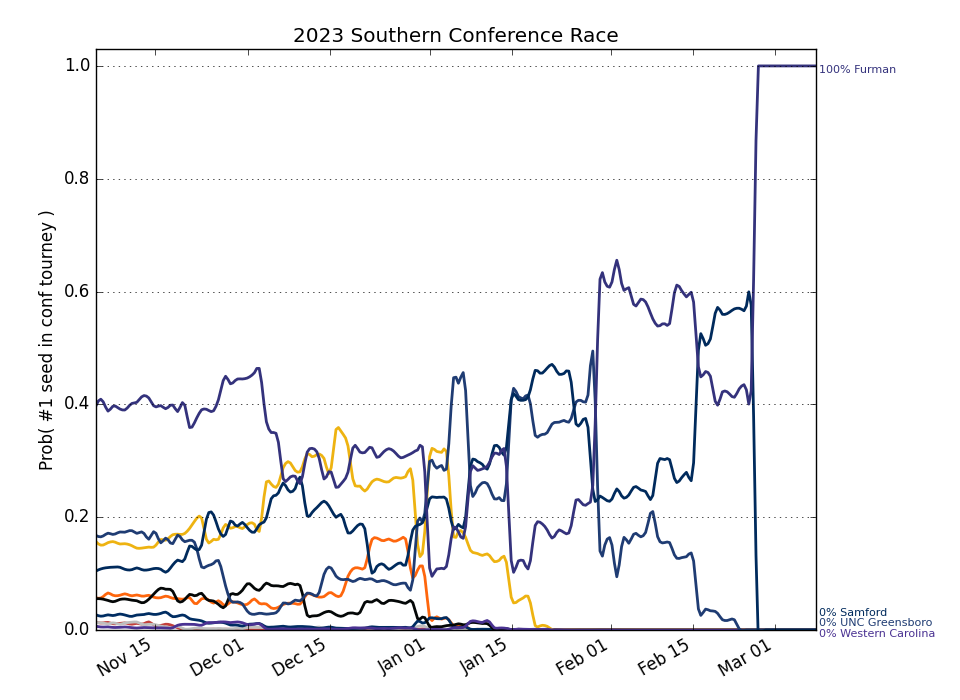 2023 Southern Conference Race
Prob( #1 seed in conf tourney )
1.0
0.8
0.6
0.4
0.2
0.0
Nov 15
Dec 01
Dec 15
Jan 01
Jan 15
Feb 01
Feb 15
Mar 01
100% Furman
0% Samford
0% UNC Greensboro
0% Western Carolina